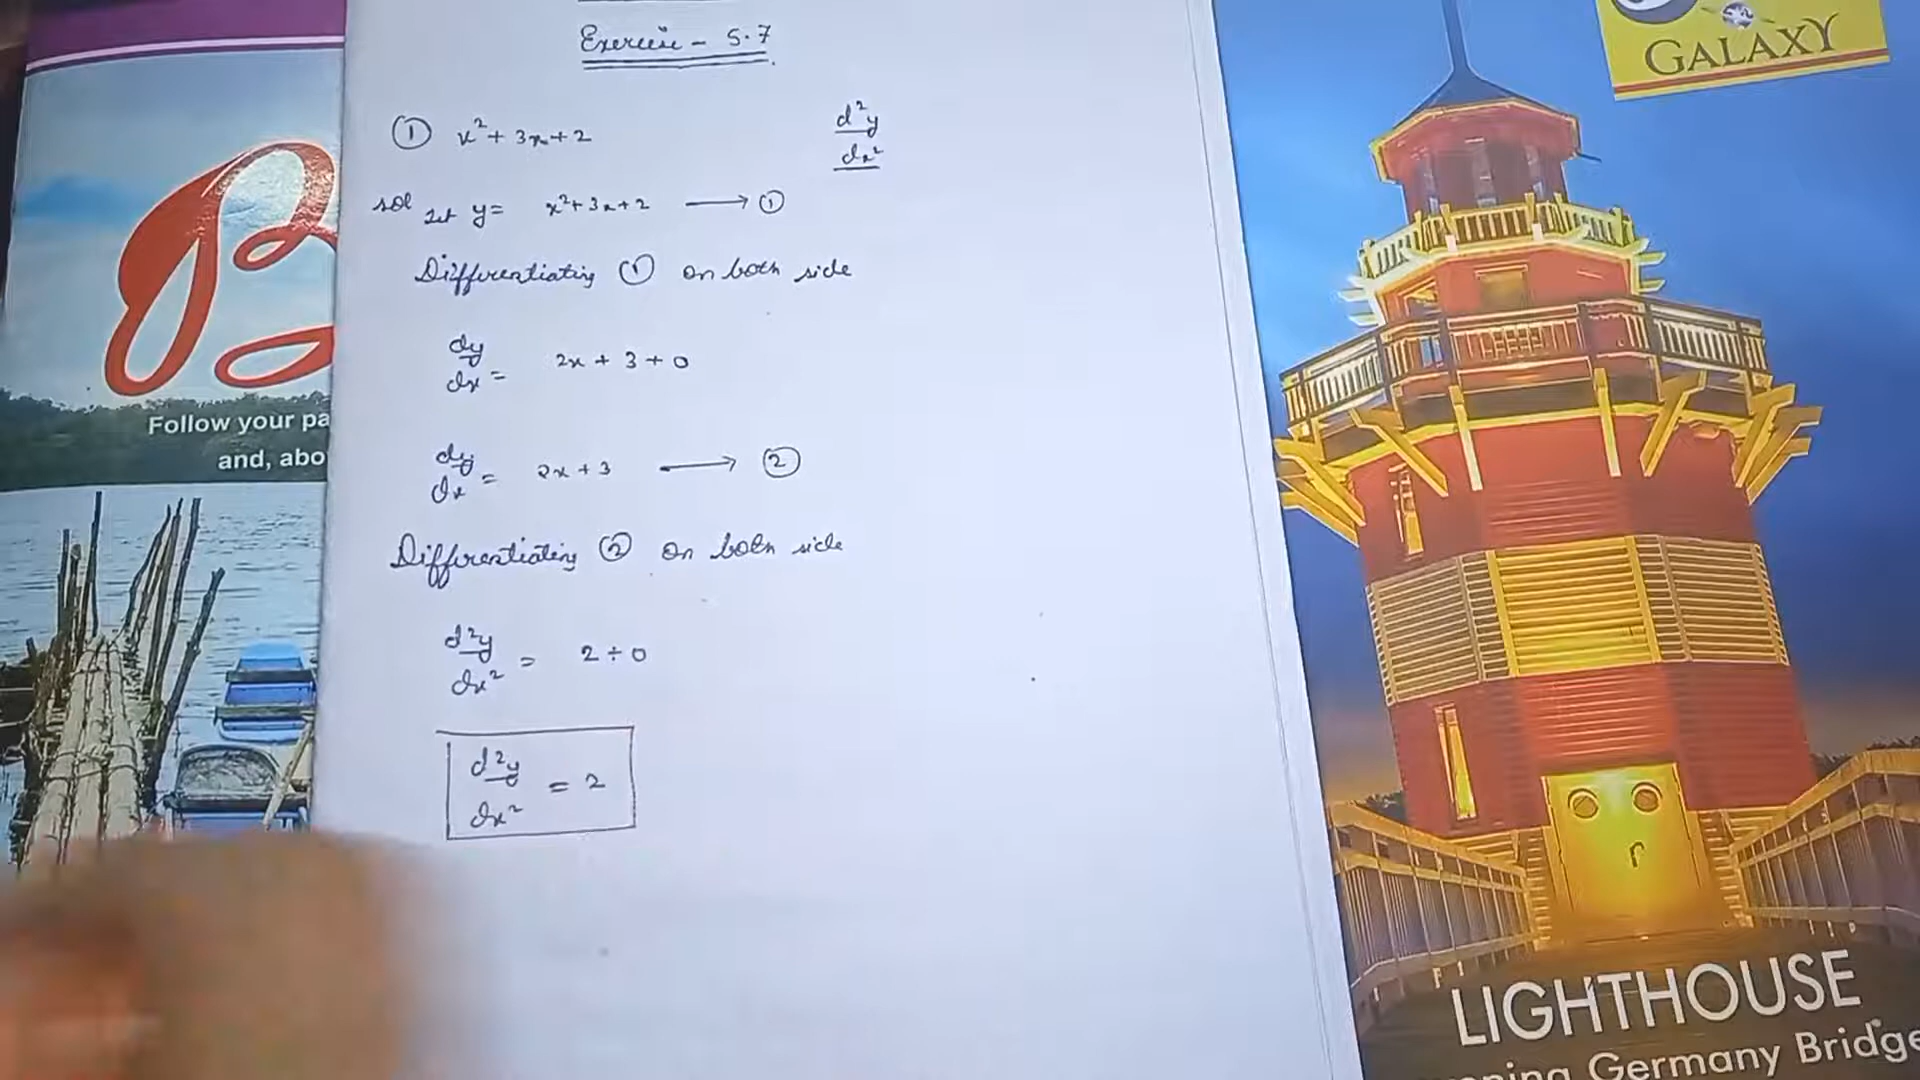 Exercise - 5.7
① x² + 3x + 2
d²y
dx²
sol let y = x² + 3x + 2 ⟶ ①
Differentiating ① on both side
dy/dx = 2x + 3 + 0
dy/dx = 2x + 3 ⟶ ②
Differentiating ② on both side
d²y/dx² = 2 + 0
d²y/dx² = 2
Follow your pa
and, abo
GALAXY
LIGHTHOUSE
Germany Bridge